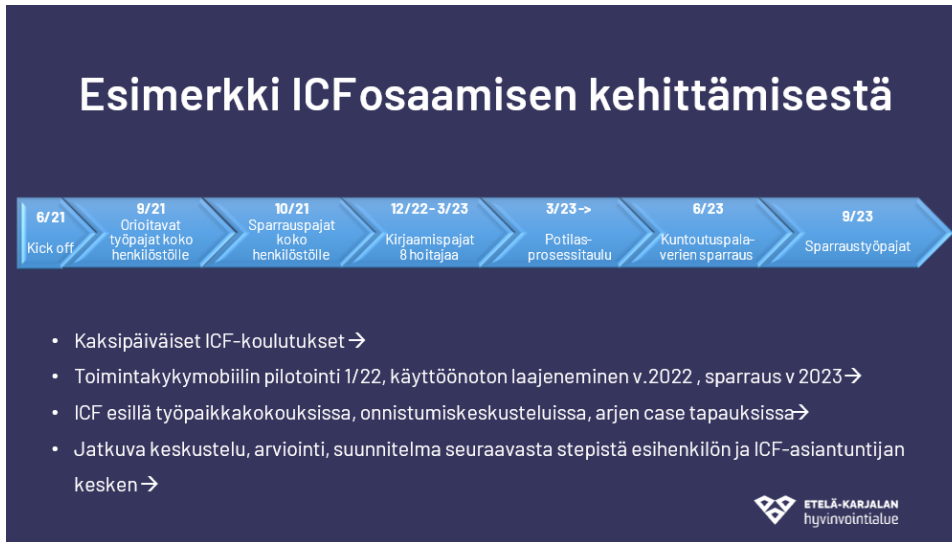 Esimerkki ICFosaamisen kehittämisestä
6/21
Kick off
9/21
Orioitavat
työpajat koko
henkilöstölle
10/21
Sparrauspajat
koko
henkilöstölle
12/22-3/23
Kirjaamispajat
8 hoitajaa
3/23->
Potilas-
prosessitaulu
6/23
Kuntoutuspala-
verien sparraus
9/23
Sparraustyöpajat
• Kaksipäiväiset ICF-koulutukset→
• Toimintakykymobiilin pilotointi 1/22, käyttöönoton laajeneminen v.2022 , sparraus v 2023→
• ICF esillä työpaikkakokouksissa, onnistumiskeskusteluissa, arjen case tapauksissa→
• Jatkuva keskustelu, arviointi, suunnitelma seuraavasta stepistä esihenkilön ja ICF-asiantuntijan
kesken→
ETELÄ-KARJALAN
hyvinvointialue